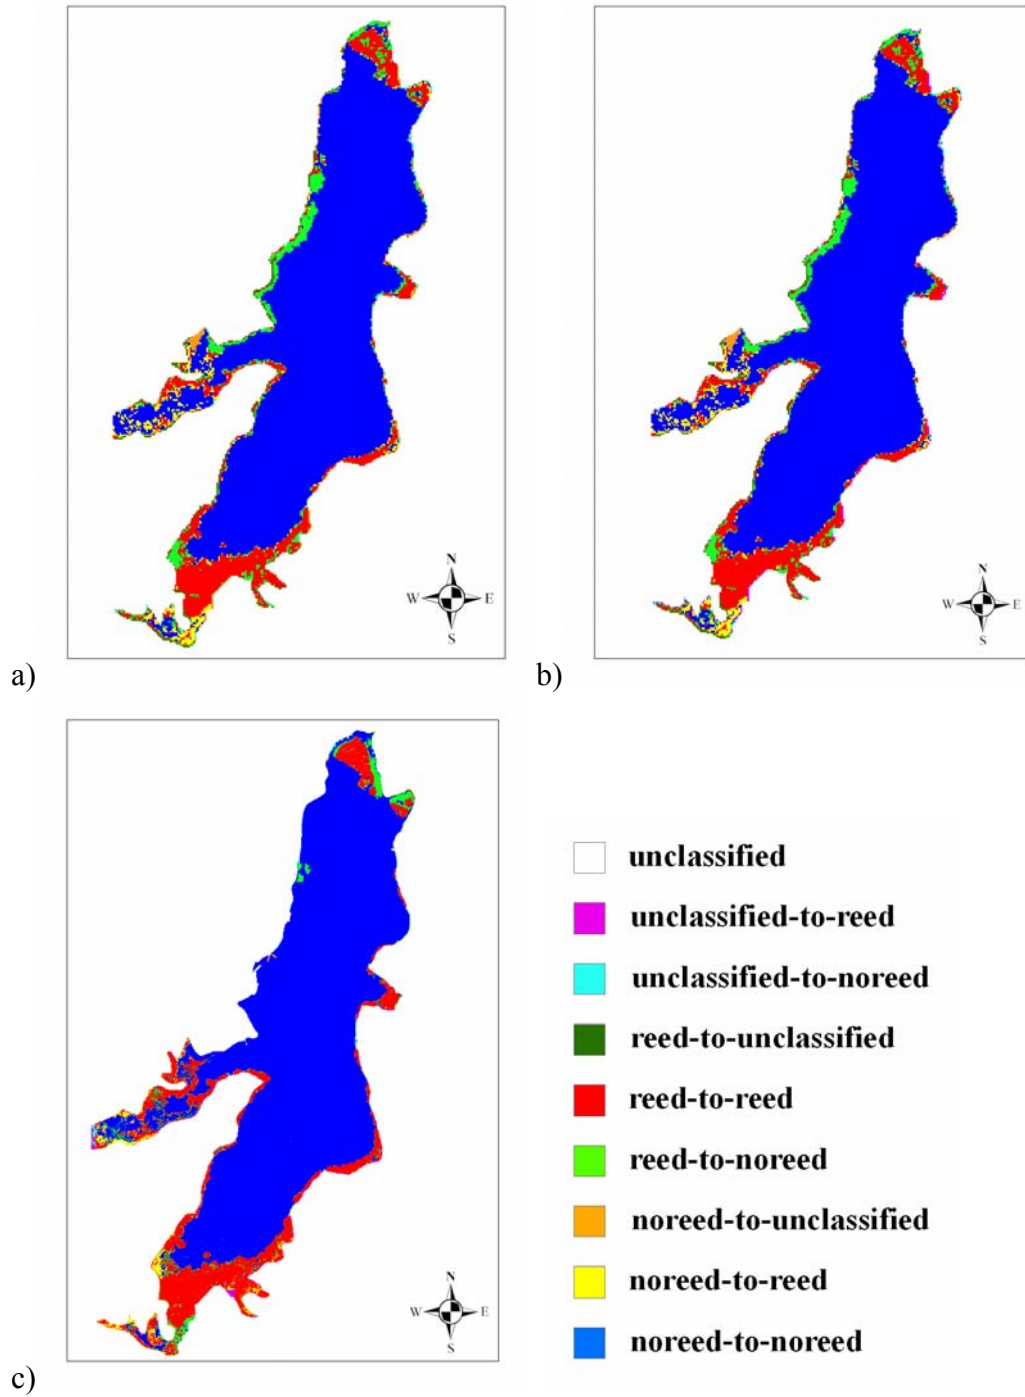 N
W E
S
N
W E
S
a)
b)
N
W E
S
c)
unclassified
unclassified-to-reed
unclassified-to-noreed
reed-to-unclassified
reed-to-reed
reed-to-noreed
noreed-to-unclassified
noreed-to-reed
noreed-to-noreed